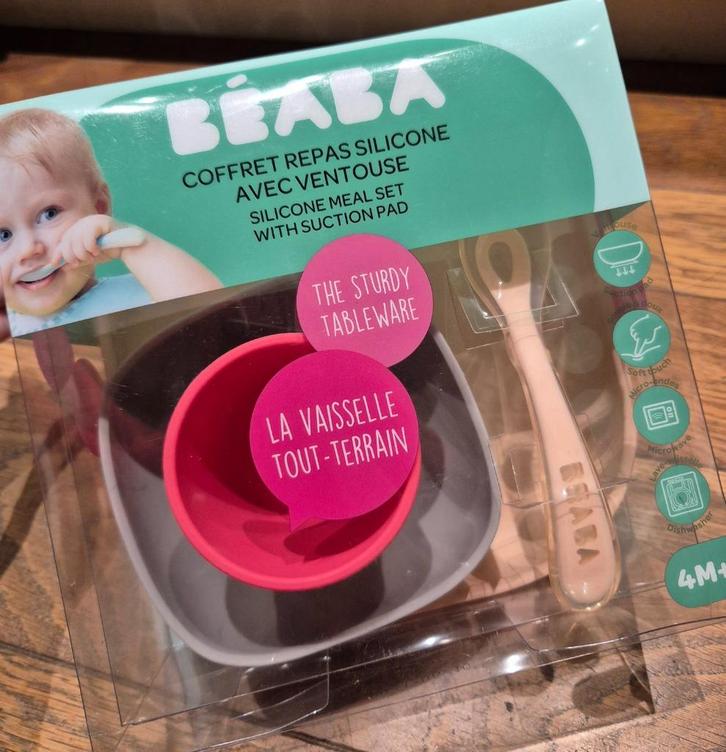 BÉABA
COFFRET REPAS SILICONE
AVEC VENTOUSE
SILICONE MEAL SET
WITH SUCTION PAD
THE STURDY
TABLEWARE
LA VAISSELLE
TOUT-TERRAIN
BÉABA
Ventouse
Soft touch
Micro-ondes
Microwave
Dishwasher
4M+